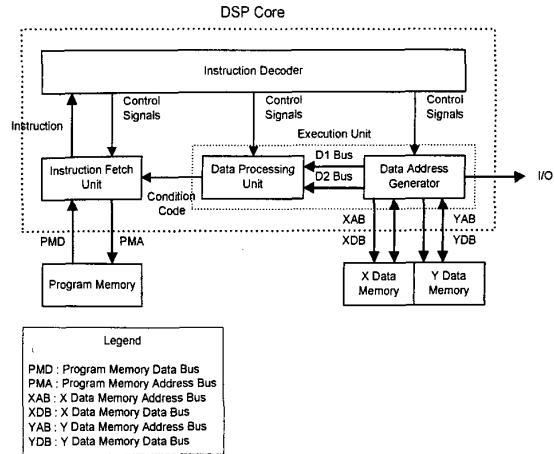 DSP Core
Instruction Decoder
Instruction
Control
Signals
Control
Signals
Control
Signals
Execution Unit
Instruction Fetch
Unit
Condition
Code
Data Processing
Unit
D1 Bus
D2 Bus
Data Address
Generator
I/O
PMD
PMA
XAB
XDB
YAB
YDB
Program Memory
X Data
Memory
Y Data
Memory
Legend
PMD : Program Memory Data Bus
PMA : Program Memory Address Bus
XAB : X Data Memory Address Bus
XDB : X Data Memory Data Bus
YAB : Y Data Memory Address Bus
YDB : Y Data Memory Data Bus